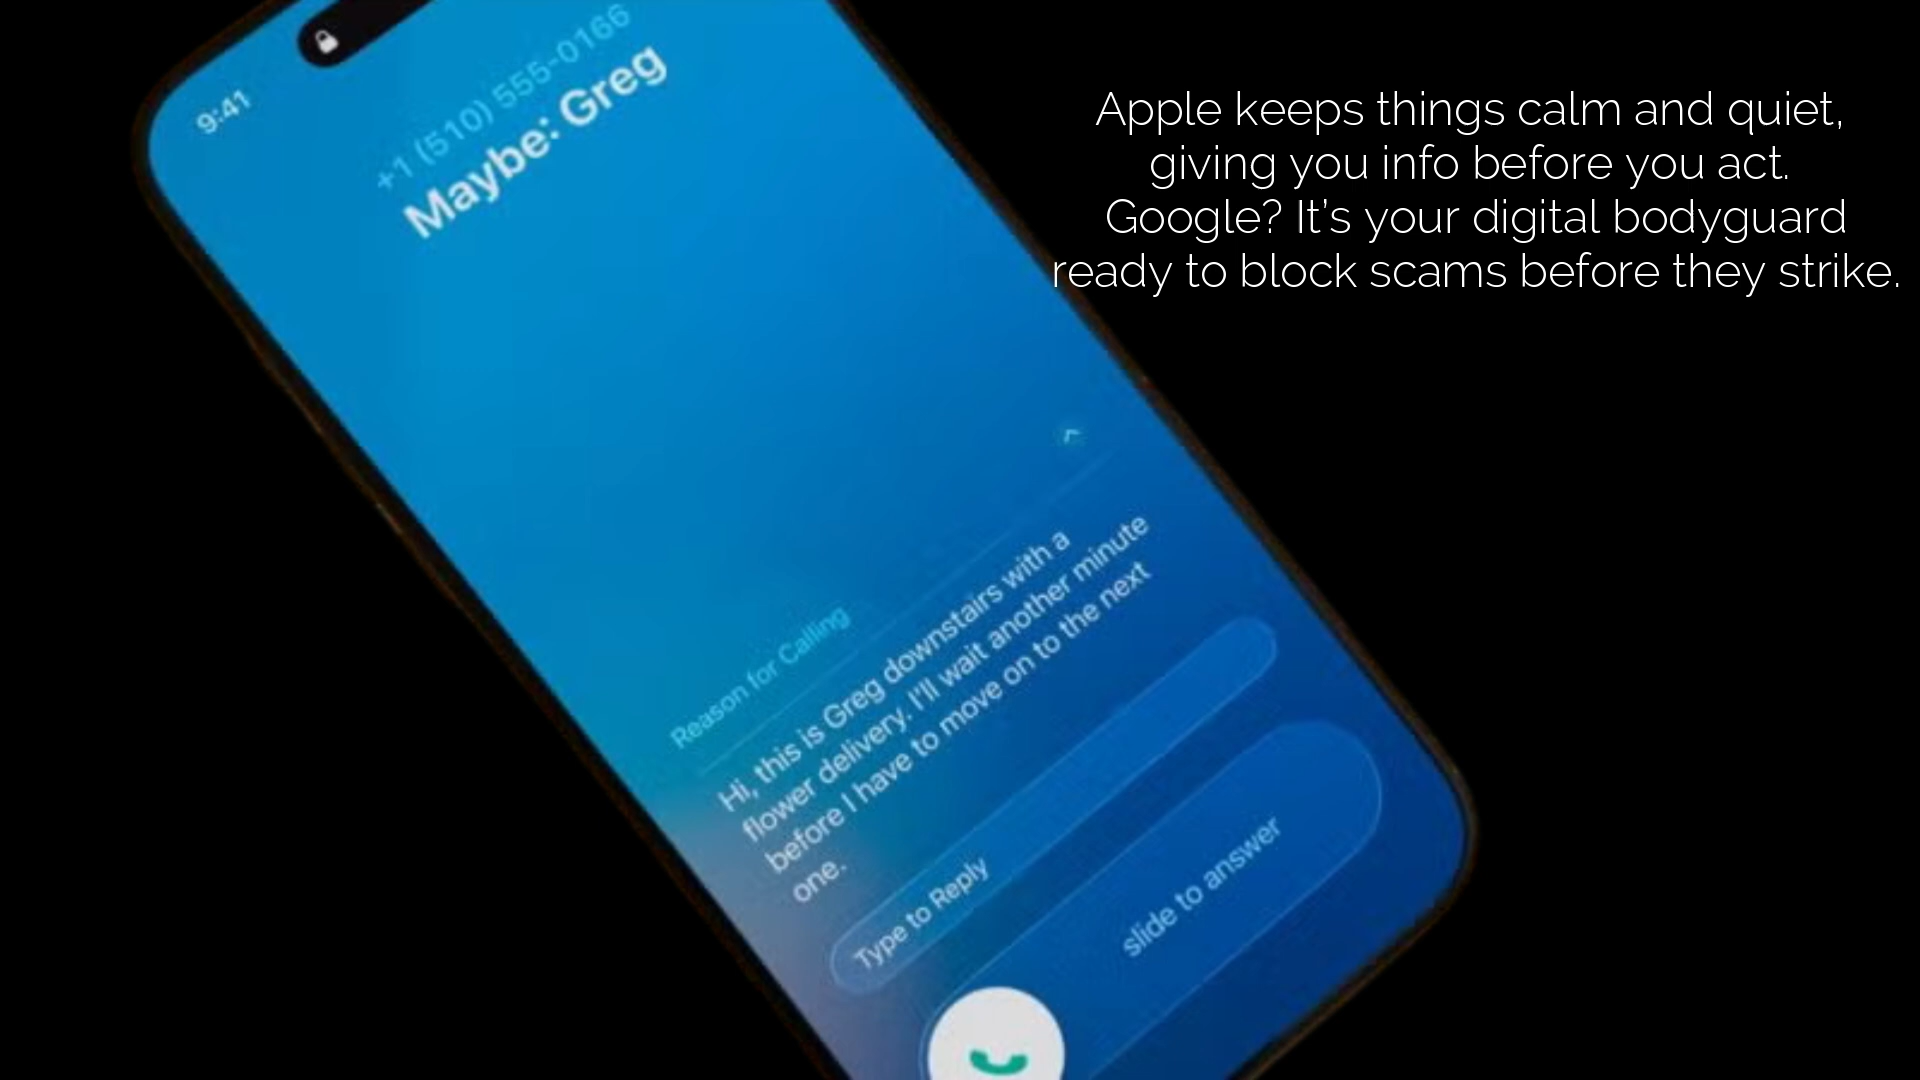 9:41
+1 (510) 555-0166
Maybe: Greg
Apple keeps things calm and quiet,
giving you info before you act.
Google? It's your digital bodyguard
ready to block scams before they strike.
Reason for Calling
Hi, this is Greg downstairs with a
flower delivery. I'll wait another minute
before I have to move on to the next
one.
Type to Reply
slide to answer